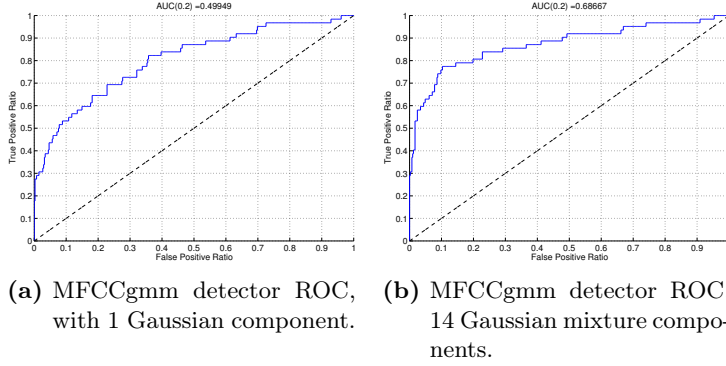 AUC(0.2) =0.49949
1
0.9
0.8
0.7
0.6
0.5
0.4
0.3
0.2
0.1
0
True Positive Ratio
0 0.1 0.2 0.3 0.4 0.5 0.6 0.7 0.8 0.9 1
False Positive Ratio
(a) MFCCgmm detector ROC,
with 1 Gaussian component.
AUC(0.2) =0.68667
1
0.9
0.8
0.7
0.6
0.5
0.4
0.3
0.2
0.1
0
True Positive Ratio
0 0.1 0.2 0.3 0.4 0.5 0.6 0.7 0.8 0.9
False Positive Ratio
(b) MFCCgmm detector ROC
14 Gaussian mixture compo-
nents.